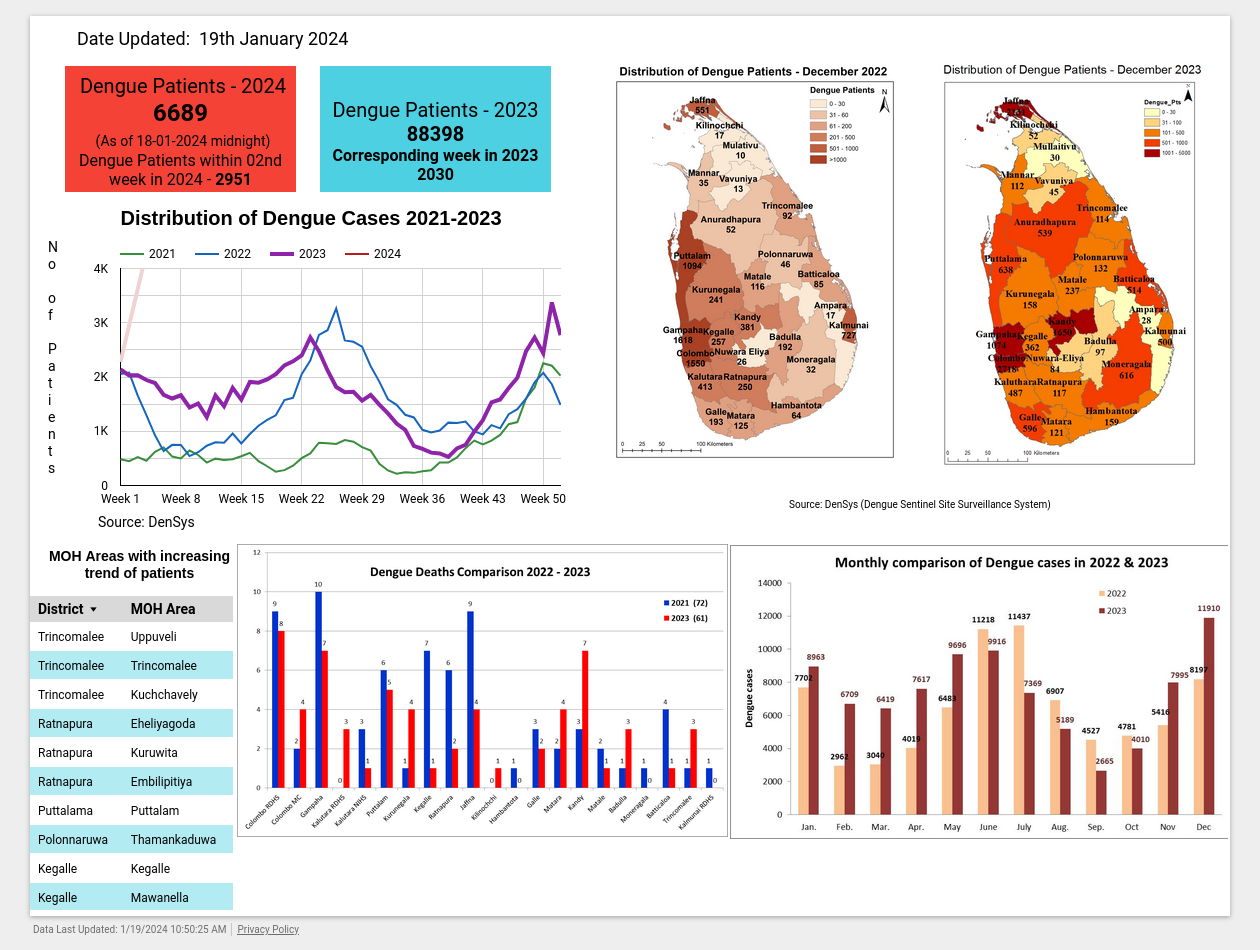 Date Updated:  19th January 2024
Dengue Patients - 2024
6689
(As of 18-01-2024 midnight)
Dengue Patients within 02nd
week in 2024 - 2951
Dengue Patients - 2023
88398
Corresponding week in 2023
2030
Distribution of Dengue Cases 2021-2023
No of Patients
2021 2022 2023 2024
4K
3K
2K
1K
0
Week 1 Week 8 Week 15 Week 22 Week 29 Week 36 Week 43 Week 50
Source: DenSys
Distribution of Dengue Patients - December 2022
Dengue Patients
0 - 30
31 - 60
61 - 200
201 - 500
501 - 1000
>1000
N
Jaffna
551
Kilinochchi
17
Mulativu
10
Mannar
35
Vavuniya
13
Trincomalee
92
Anuradhapura
52
Puttalam
1094
Polonnaruwa
46
Batticaloa
85
Matale
116
Kurunegala
241
Ampara
17
Kandy
381
Kalmunai
727
Gampaha
1618
Kegalle
257
Badulla
192
Colombo
1550
Nuwara Eliya
26
Moneragala
32
Kalutara
413
Ratnapura
250
Hambantota
64
Galle
193
Matara
125
0 25 50 100 Kilometers
Distribution of Dengue Patients - December 2023
N
Dengue_Pts
0 - 30
31 - 100
101 - 500
501 - 1000
1001 - 5000
Jaffna
Kilinochchi
52
Mullaitivu
30
Mannar
112
Vavuniya
45
Trincomalee
114
Anuradhapura
539
Puttalama
638
Polonnaruwa
132
Batticaloa
514
Matale
237
Kurunegala
158
Ampara
28
Kandy
1650
Kalmunai
500
Gampaha
1674
Kegalle
362
Badulla
97
Colombo
2718
Nuwara-Eliya
84
Moneragala
616
Kaluthara
487
Ratnapura
117
Hambantota
159
Galle
596
Matara
121
0 25 50 100 Kilometers
Source: DenSys (Dengue Sentinel Site Surveillance System)
MOH Areas with increasing
trend of patients
District MOH Area
Trincomalee Uppuveli
Trincomalee Trincomalee
Trincomalee Kuchchavely
Ratnapura Eheliyagoda
Ratnapura Kuruwita
Ratnapura Embilipitiya
Puttalama Puttalam
Polonnaruwa Thamankaduwa
Kegalle Kegalle
Kegalle Mawanella
Dengue Deaths Comparison 2022 - 2023
2021 (72)
2023 (61)
12
10
8
6
4
2
0
9 8 2 4 10 7 0 3 3 1 6 5 1 4 7 1 6 2 9 4 0 1 1 0 3 2 2 4 3 7 2 1 1 3 1 0 4 1 1 3 1 0
Colombo RDHS Colombo MC Gampaha Kalutara RDHS Kalutara NIHS Puttalam Kurunegala Kegalle Ratnapura Jaffna Kilinochchi Hambantota Galle Matara Kandy Matale Badulla Moneragala Batticaloa Trincomalee Kalmunai RDHS
Monthly comparison of Dengue cases in 2022 & 2023
2022
2023
Dengue cases
14000
12000
10000
8000
6000
4000
2000
0
7702 8963 2962 6709 3040 6419 4019 7617 6483 9696 11218 9916 11437 7369 6907 5189 4527 2665 4781 4010 5416 7995 8197 11910
Jan. Feb. Mar. Apr. May June July Aug. Sep. Oct Nov Dec
Data Last Updated: 1/19/2024 10:50:25 AM Privacy Policy